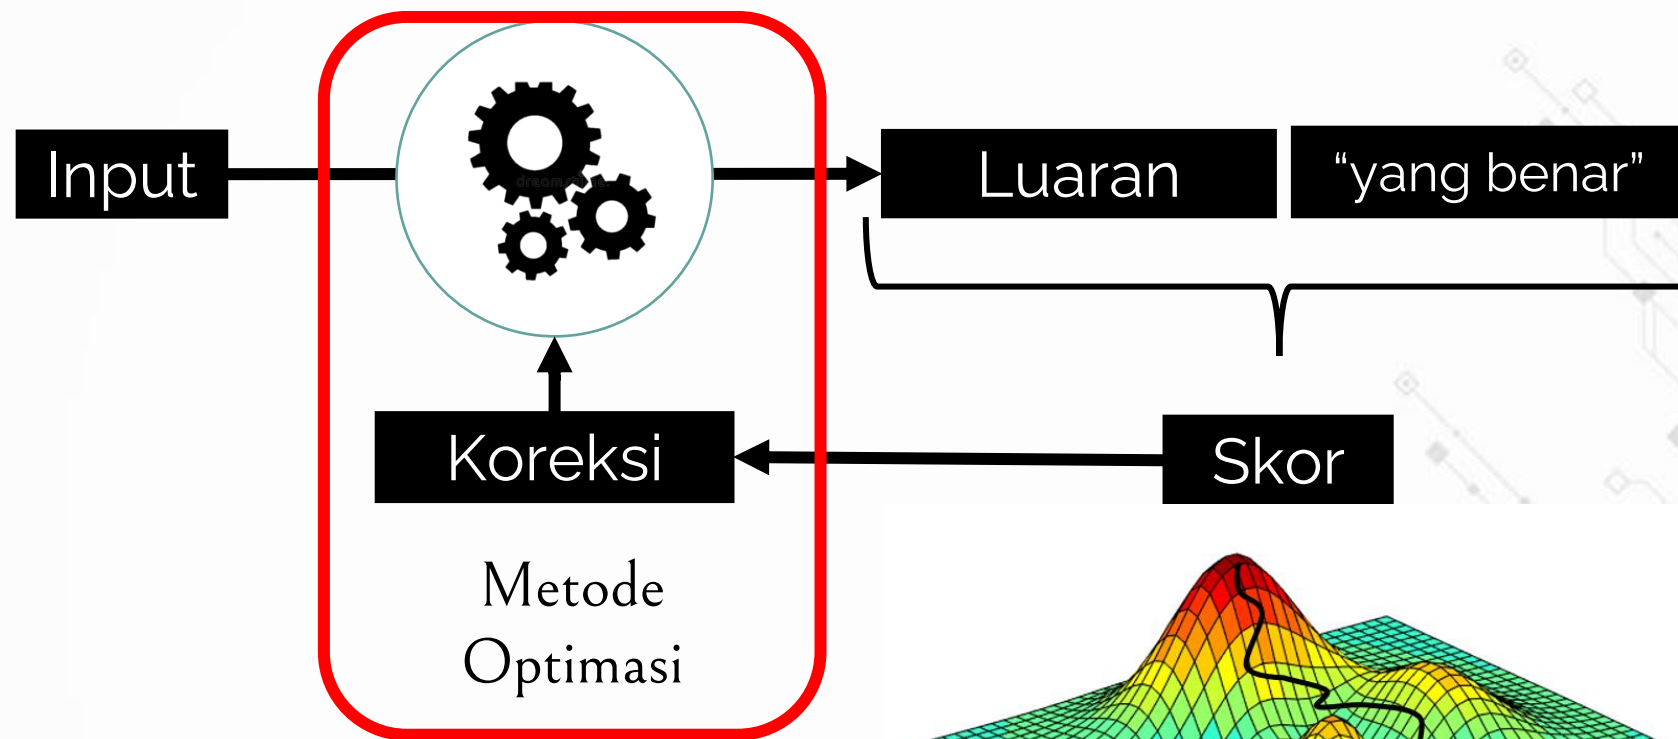 Input
Luaran
“yang benar”
Koreksi
Skor
Metode
Optimasi